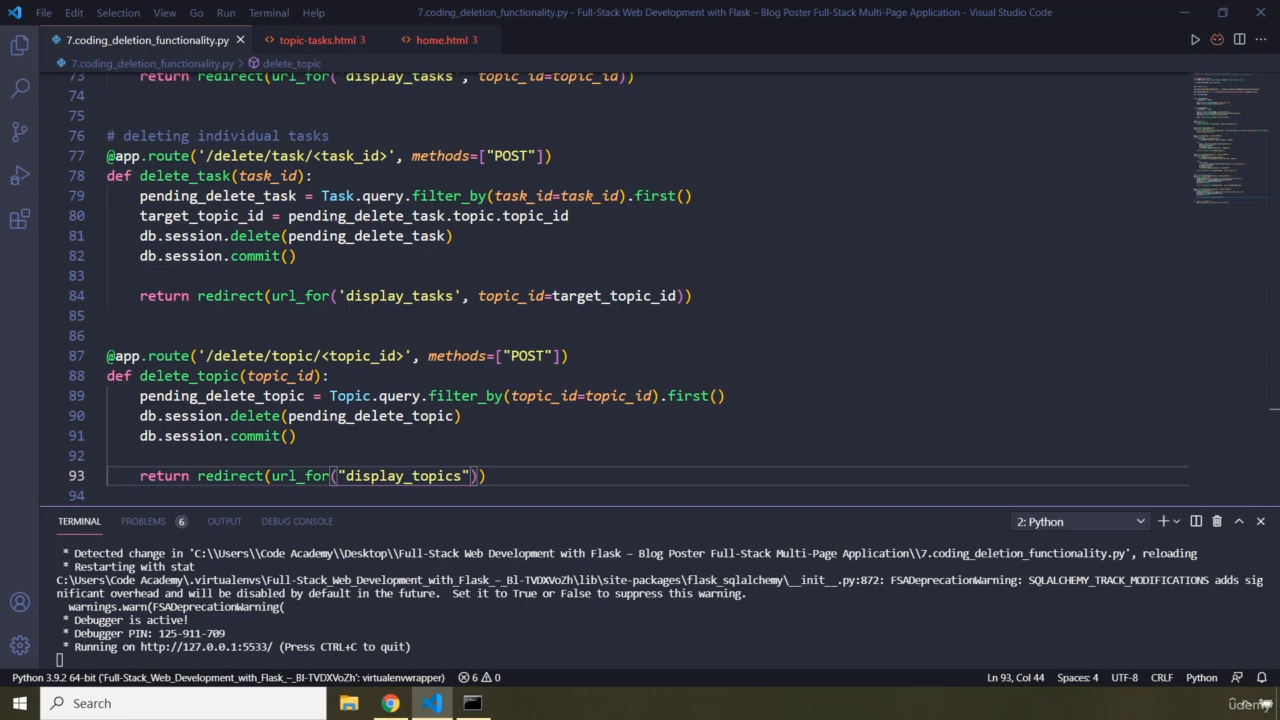 File Edit Selection View Go Run Terminal Help 7.coding_deletion_functionality.py - Full-Stack Web Development with Flask – Blog Poster Full-Stack Multi-Page Application - Visual Studio Code
7.coding_deletion_functionality.py topic-tasks.html 3 home.html 3
7.coding_deletion_functionality.py > delete_topic
73 return redirect(url_for('display_tasks', topic_id=topic_id))
74
75
76 # deleting individual tasks
77 @app.route('/delete/task/<task_id>', methods=["POST"])
78 def delete_task(task_id):
79 pending_delete_task = Task.query.filter_by(task_id=task_id).first()
80 target_topic_id = pending_delete_task.topic.topic_id
81 db.session.delete(pending_delete_task)
82 db.session.commit()
83
84 return redirect(url_for('display_tasks', topic_id=target_topic_id))
85
86
87 @app.route('/delete/topic/<topic_id>', methods=["POST"])
88 def delete_topic(topic_id):
89 pending_delete_topic = Topic.query.filter_by(topic_id=topic_id).first()
90 db.session.delete(pending_delete_topic)
91 db.session.commit()
92
93 return redirect(url_for("display_topics"))
94
TERMINAL PROBLEMS 6 OUTPUT DEBUG CONSOLE 2: Python
* Detected change in 'C:\\Users\\Code Academy\\Desktop\\Full-Stack Web Development with Flask – Blog Poster Full-Stack Multi-Page Application\\7.coding_deletion_functionality.py', reloading
* Restarting with stat
C:\Users\Code Academy\.virtualenvs\Full-Stack_Web_Development_with_Flask_–_Bl-TVDXVoZh\lib\site-packages\flask_sqlalchemy\__init__.py:872: FSADeprecationWarning: SQLALCHEMY_TRACK_MODIFICATIONS adds sig
nificant overhead and will be disabled by default in the future. Set it to True or False to suppress this warning.
warnings.warn(FSADeprecationWarning(
* Debugger is active!
* Debugger PIN: 125-911-709
* Running on http://127.0.0.1:5533/ (Press CTRL+C to quit)
Python 3.9.2 64-bit ('Full-Stack_Web_Development_with_Flask_–_Bl-TVDXVoZh': virtualenvwrapper) 6 0 Ln 93, Col 44 Spaces: 4 UTF-8 CRLF Python
Search
udemy